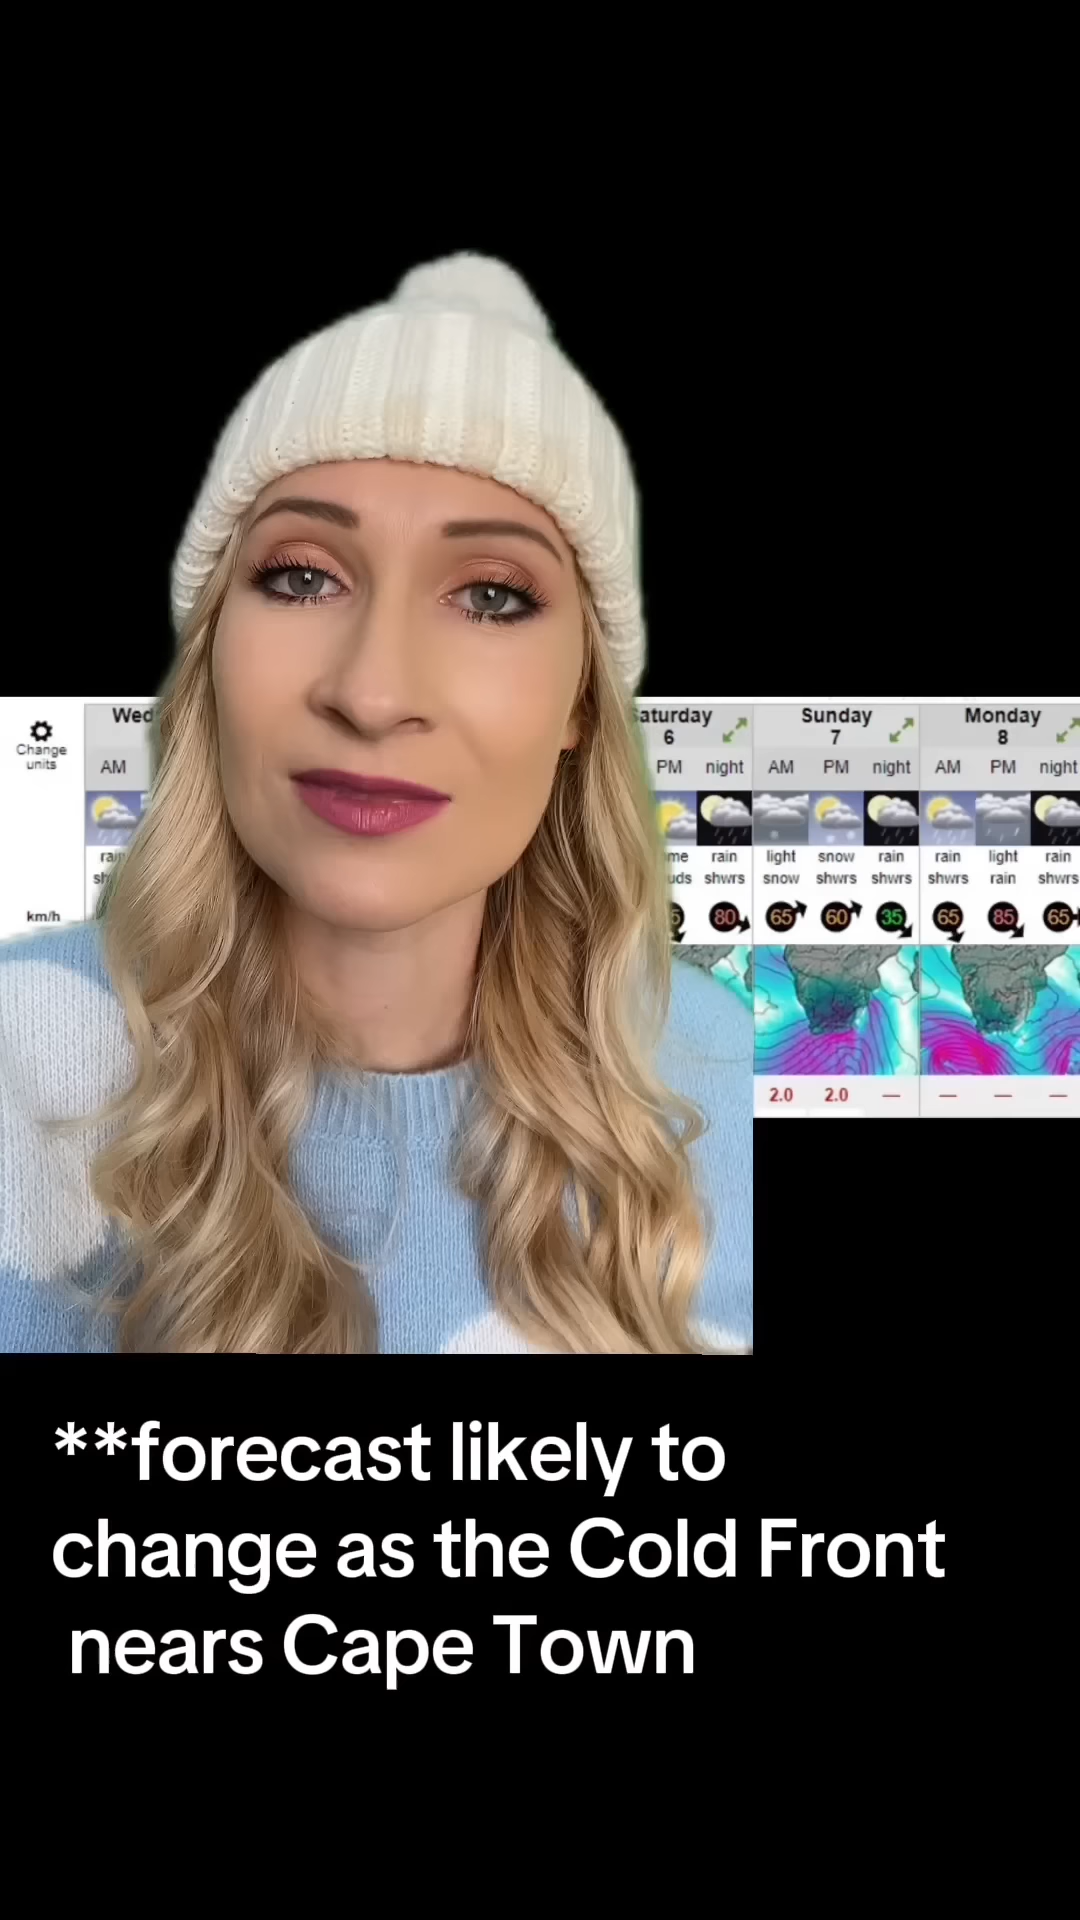 Wed
Saturday
Sunday
Monday
6
7
8
Change
units
AM
PM night AM PM night AM PM night
rain
light snow rain rain light rain
shwrs snow shwrs shwrs shwrs rain shwrs
km/h
80 65 60 35 65 85 65
2.0 2.0 — — — —
**forecast likely to
change as the Cold Front
nears Cape Town